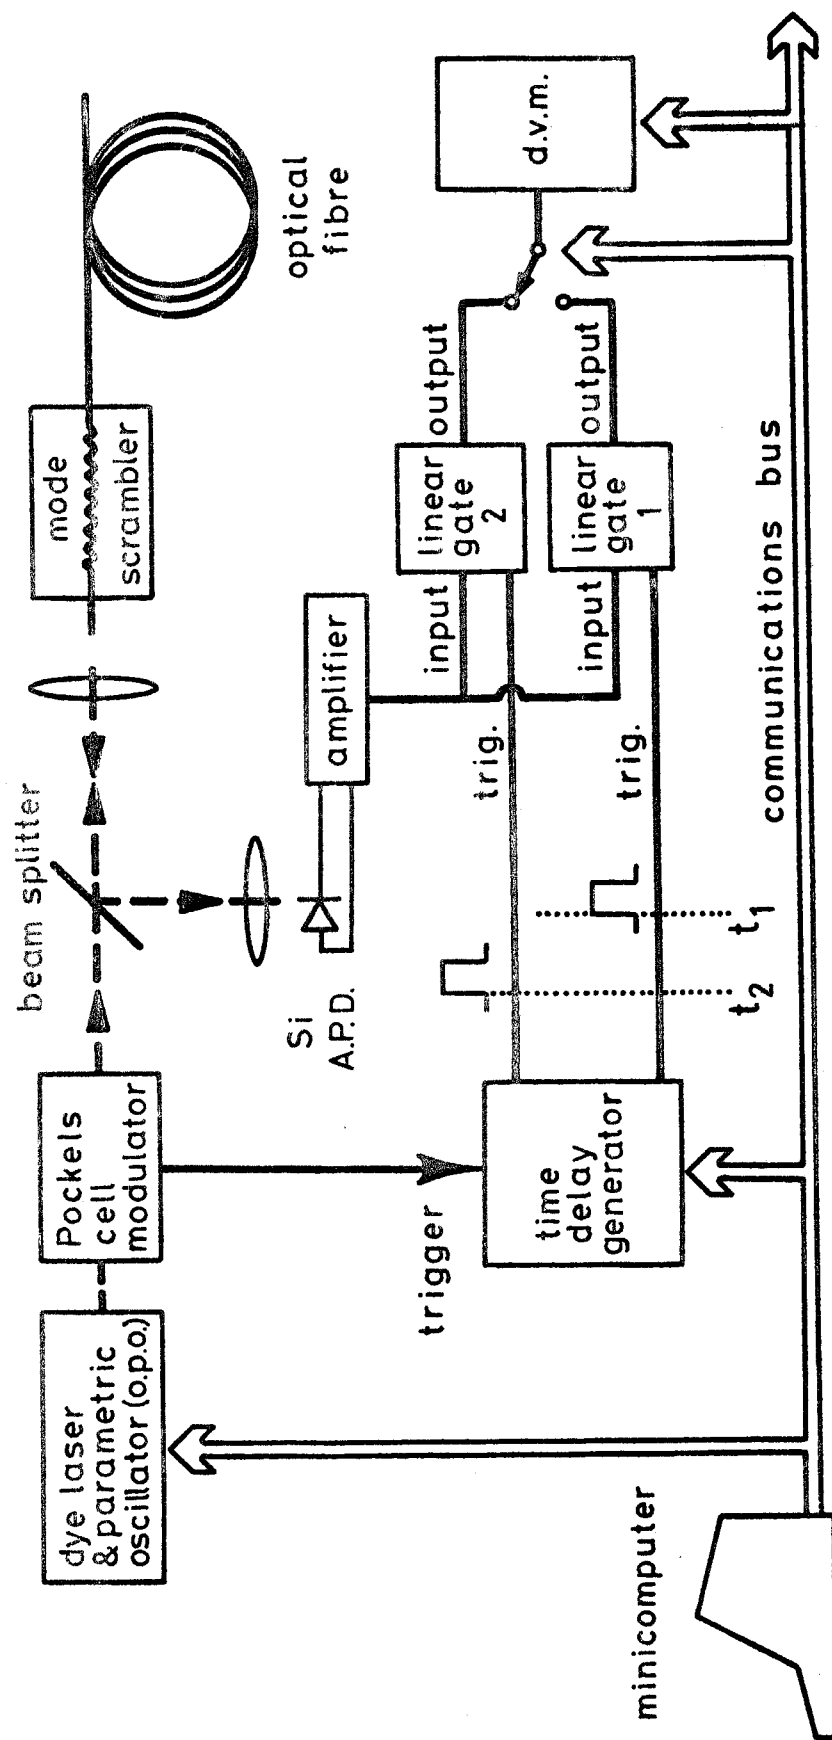 dye laser
& parametric
oscillator (o.p.o.)
Pockels
cell
modulator
beam splitter
mode
scrambler
optical
fibre
Si
A.P.D.
amplifier
trigger
time
delay
generator
t2
t1
trig.
trig.
input
input
linear
gate
2
linear
gate
1
output
output
d.v.m.
minicomputer
communications bus